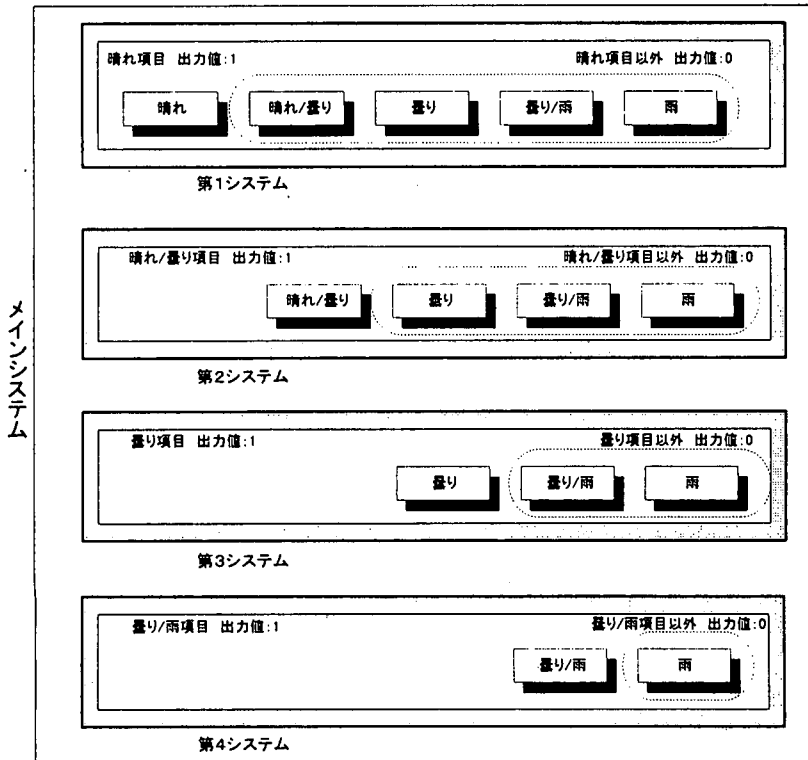 メインシステム
晴れ項目 出力値:1 晴れ項目以外 出力値:0
晴れ 晴れ/曇り 曇り 曇り/雨 雨
第1システム
晴れ/曇り項目 出力値:1 晴れ/曇り項目以外 出力値:0
晴れ/曇り 曇り 曇り/雨 雨
第2システム
曇り項目 出力値:1 曇り項目以外 出力値:0
曇り 曇り/雨 雨
第3システム
曇り/雨項目 出力値:1 曇り/雨項目以外 出力値:0
曇り/雨 雨
第4システム